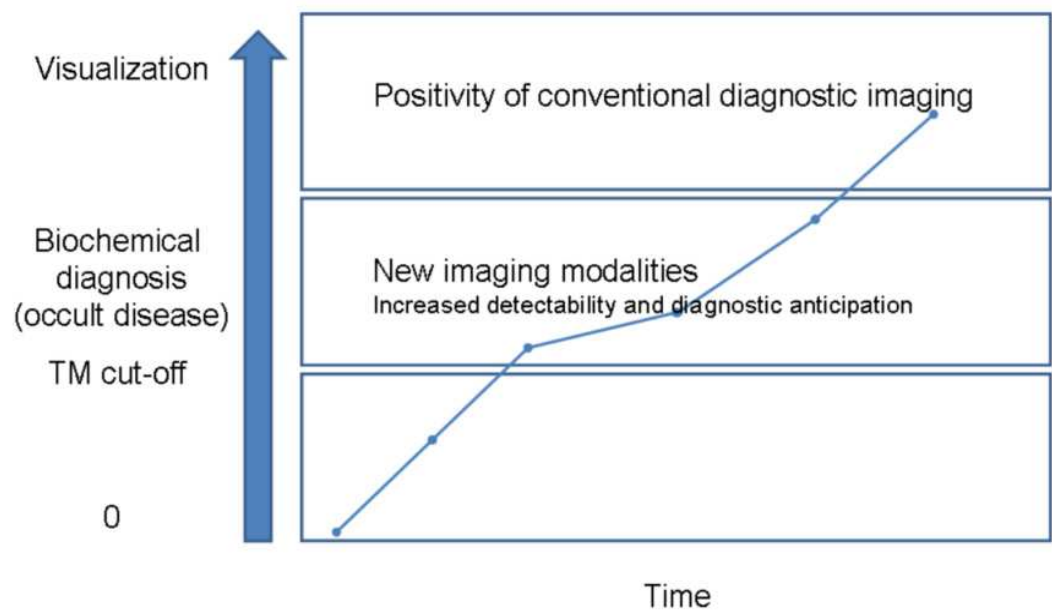 Visualization
Positivity of conventional diagnostic imaging
Biochemical
diagnosis
(occult disease)
New imaging modalities
Increased detectability and diagnostic anticipation
TM cut-off
0
Time